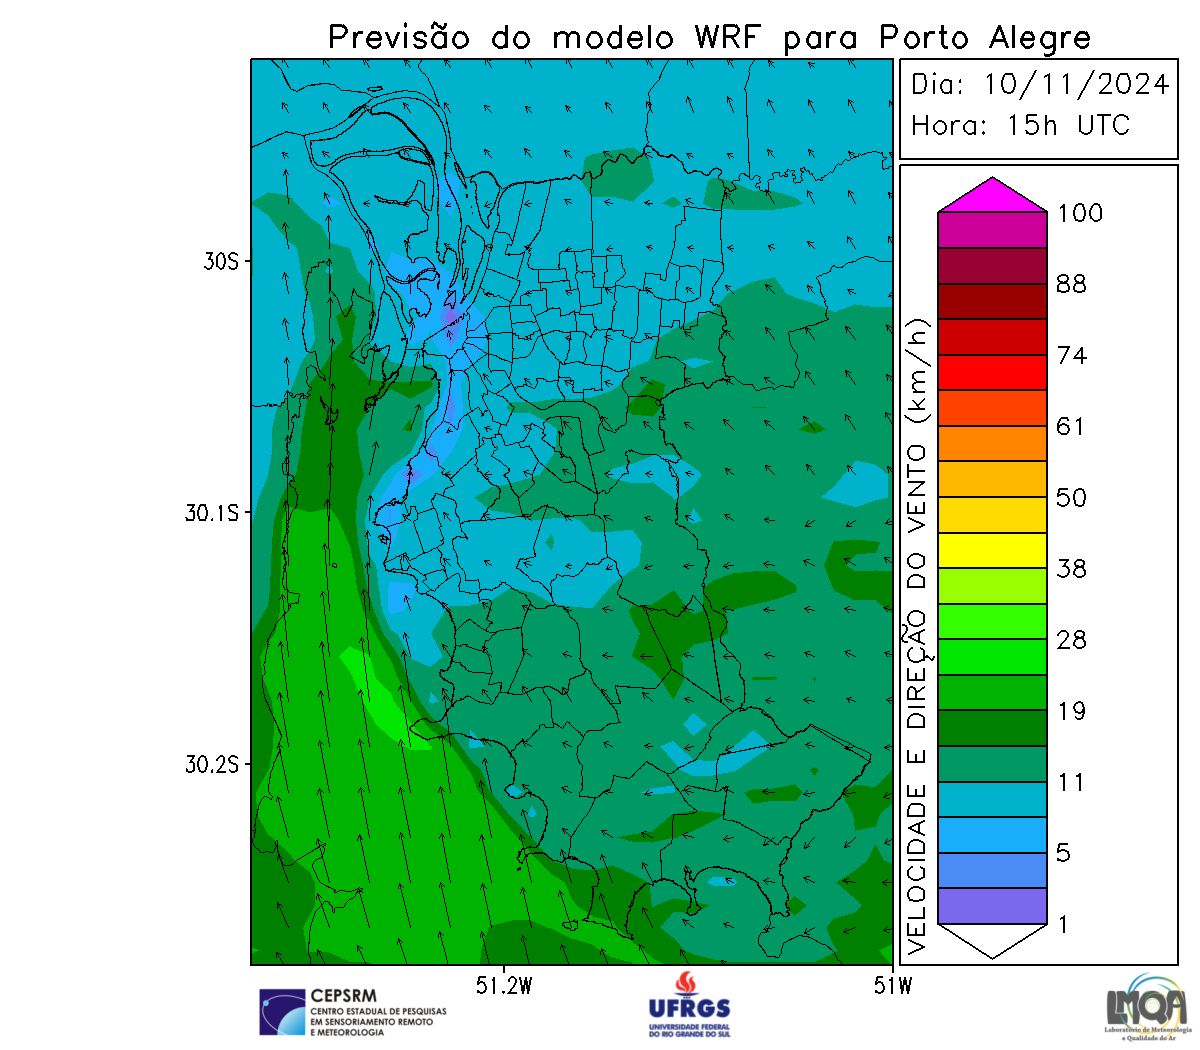 Previsão do modelo WRF para Porto Alegre
Dia: 10/11/2024
Hora: 15h UTC
30S
30.1S
30.2S
51.2W
51W
VELOCIDADE E DIREÇÃO DO VENTO (km/h)
100
88
74
61
50
38
28
19
11
5
1
CEPSRM
CENTRO ESTADUAL DE PESQUISAS
EM SENSORIAMENTO REMOTO
E METEOROLOGIA
UFRGS
UNIVERSIDADE FEDERAL
DO RIO GRANDE DO SUL
LMQA
Laboratório de Meteorologia
e Qualidade do Ar